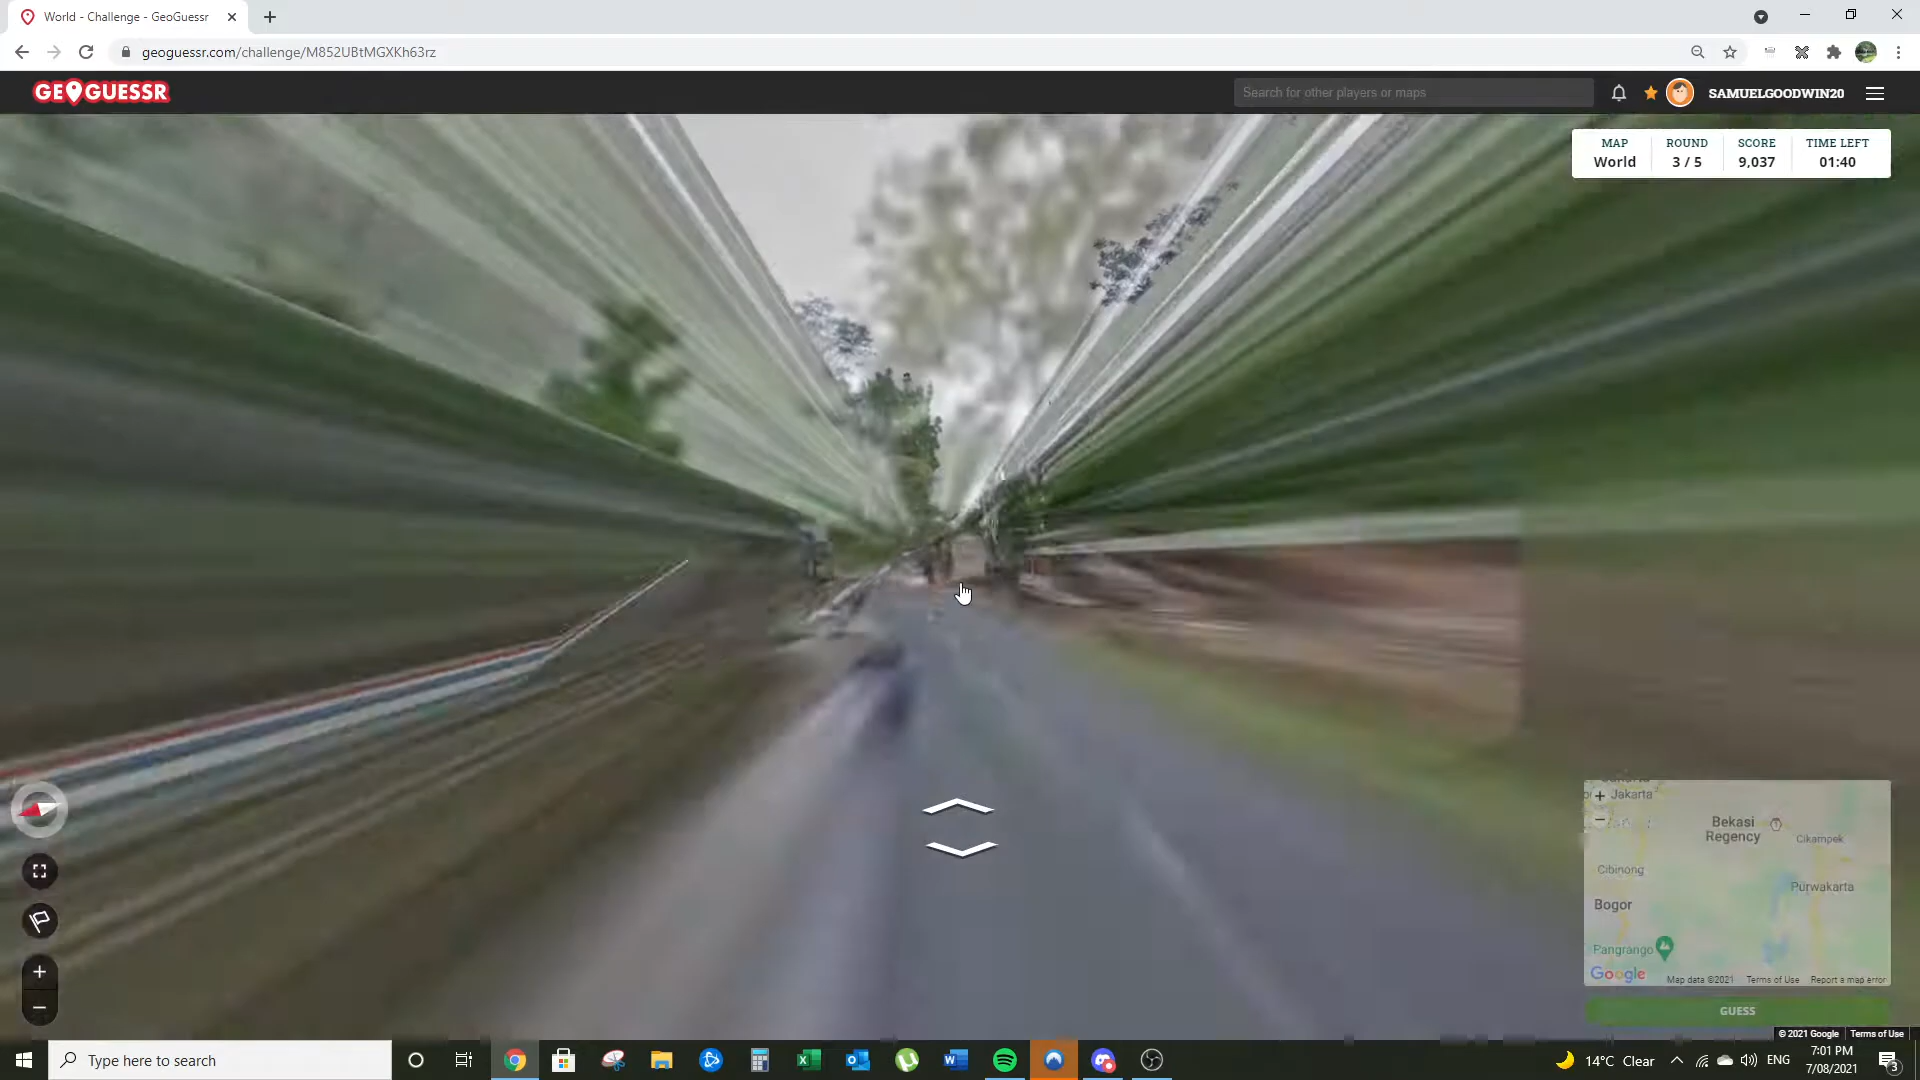 World - Challenge - GeoGuessr
geoguessr.com/challenge/M852UBtMGXKh63rz
GEOGUESSR
Search for other players or maps
SAMUELGOODWIN20
MAP ROUND SCORE TIME LEFT
World 3 / 5 9,037 01:40
Jakarta
Bekasi
Regency
Cikampek
Cibinong
Purwakarta
Bogor
Pangrango
Google Map data ©2021 Terms of Use Report a map error
GUESS
© 2021 Google Terms of Use
Type here to search
14°C Clear
ENG
7:01 PM
7/08/2021
3